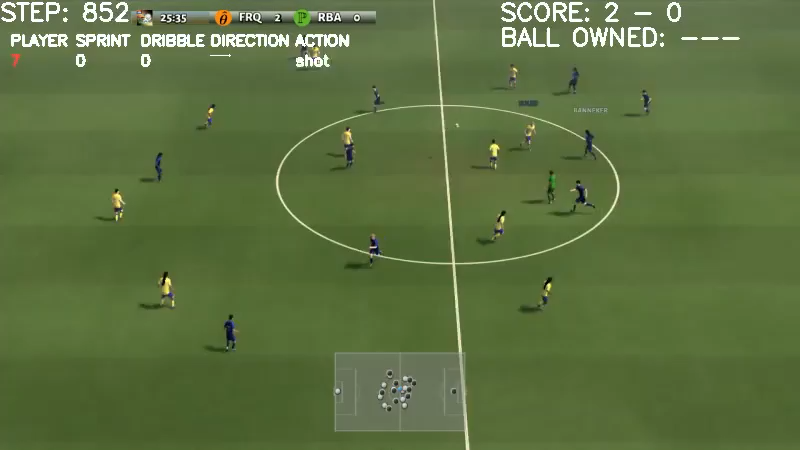 STEP: 852
25:35 FRQ 2 RBA 0
SCORE: 2 - 0
BALL OWNED: ---
PLAYER SPRINT DRIBBLE DIRECTION ACTION
7 0 0 → shot